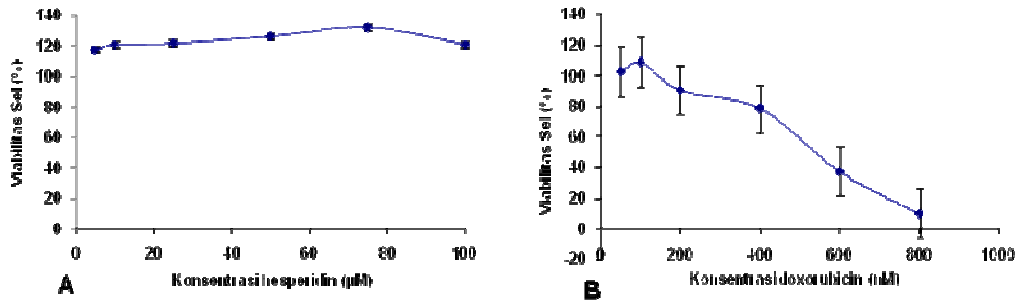 140
120
100
80
60
40
20
0
Viabilitas Sel (%)
0 20 40 60 80 100
Konsentrasi hesperidin (µM)
A
140
120
100
80
60
40
20
0
-20
Viabilitas Sel (%)
0 200 400 600 800 1000
Konsentrasi doxorubicin (nM)
B